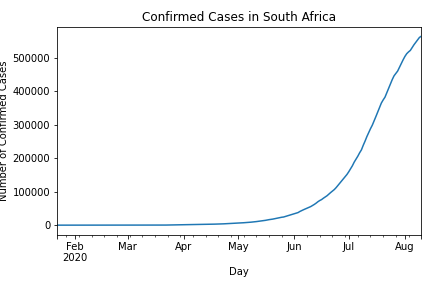 Confirmed Cases in South Africa
Number of Confirmed Cases
500000
400000
300000
200000
100000
0
Feb Mar Apr May Jun Jul Aug
2020
Day